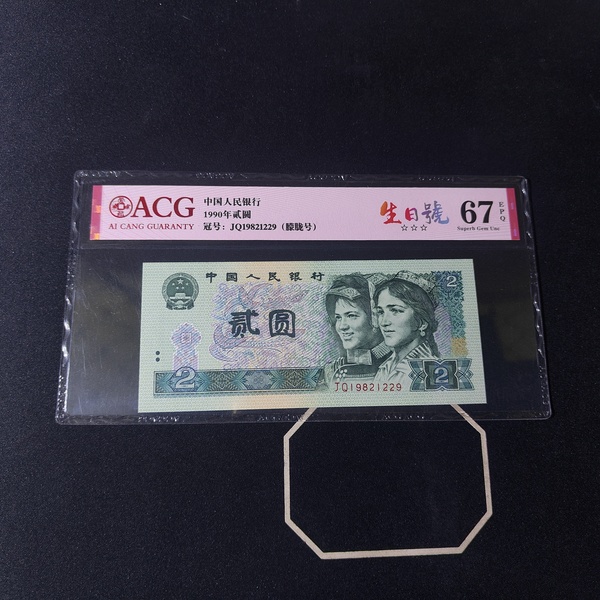 ACG
AI CANG GUARANTY
中国人民银行
1990年贰圆
冠号：JQ19821229（朦胧号）
生日號
☆☆☆
67
EPQ
Superb Gem Unc
中国人民银行
2
贰圆
2
JQ19821229
2